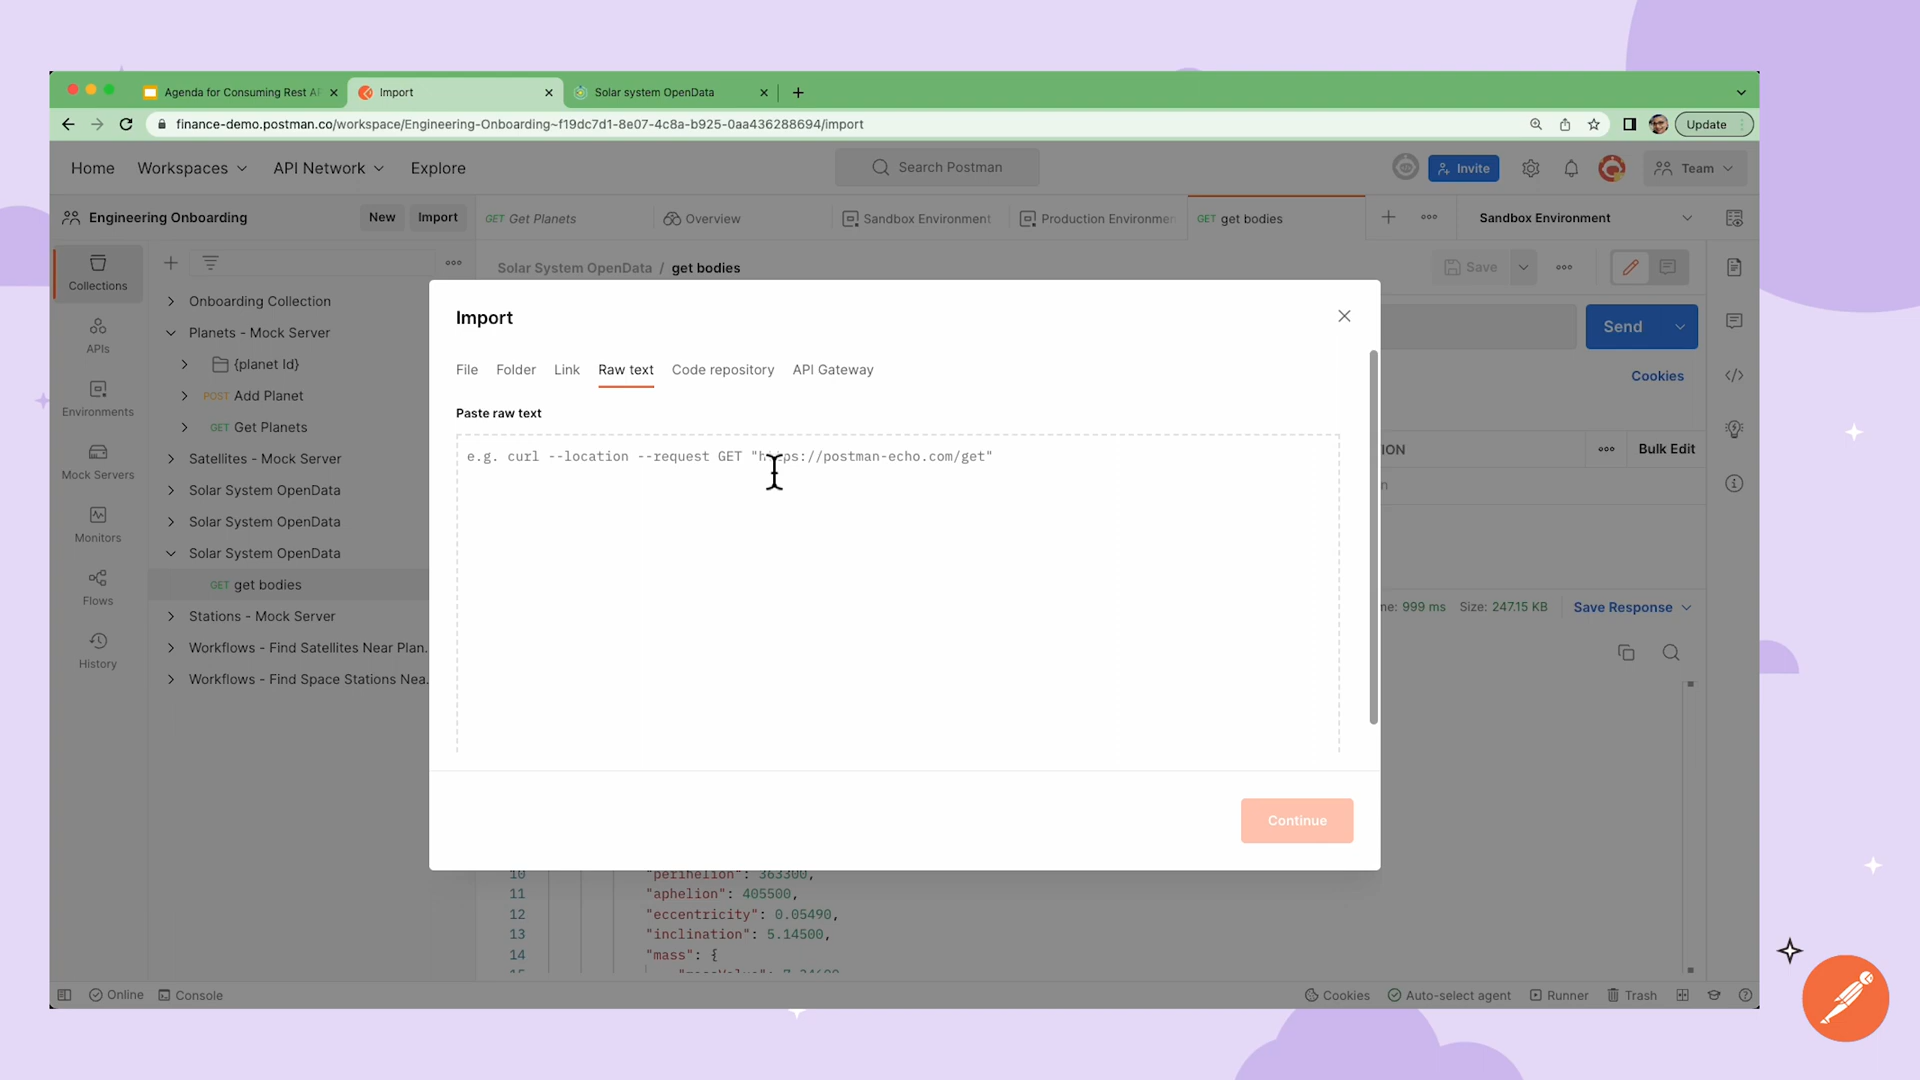 Agenda for Consuming Rest AP
Import
Solar system OpenData
finance-demo.postman.co/workspace/Engineering-Onboarding~f19dc7d1-8e07-4c8a-b925-0aa436288694/import
Update
Home
Workspaces
API Network
Explore
Search Postman
Invite
Team
Engineering Onboarding
New
Import
GET Get Planets
Overview
Sandbox Environment
Production Environmen
GET get bodies
Sandbox Environment
Solar System OpenData / get bodies
Save
Collections
APIs
Environments
Mock Servers
Monitors
Flows
History
Onboarding Collection
Planets - Mock Server
{planet Id}
POST Add Planet
GET Get Planets
Satellites - Mock Server
Solar System OpenData
Solar System OpenData
Solar System OpenData
GET get bodies
Stations - Mock Server
Workflows - Find Satellites Near Plan.
Workflows - Find Space Stations Nea.
Import
File
Folder
Link
Raw text
Code repository
API Gateway
Paste raw text
e.g. curl --location --request GET "https://postman-echo.com/get"
Continue
Send
Cookies
ION
Bulk Edit
n
ne: 999 ms
Size: 247.15 KB
Save Response
10 "perihelion": 363300,
11 "aphelion": 405500,
12 "eccentricity": 0.05490,
13 "inclination": 5.14500,
14 "mass": {
Online
Console
Cookies
Auto-select agent
Runner
Trash